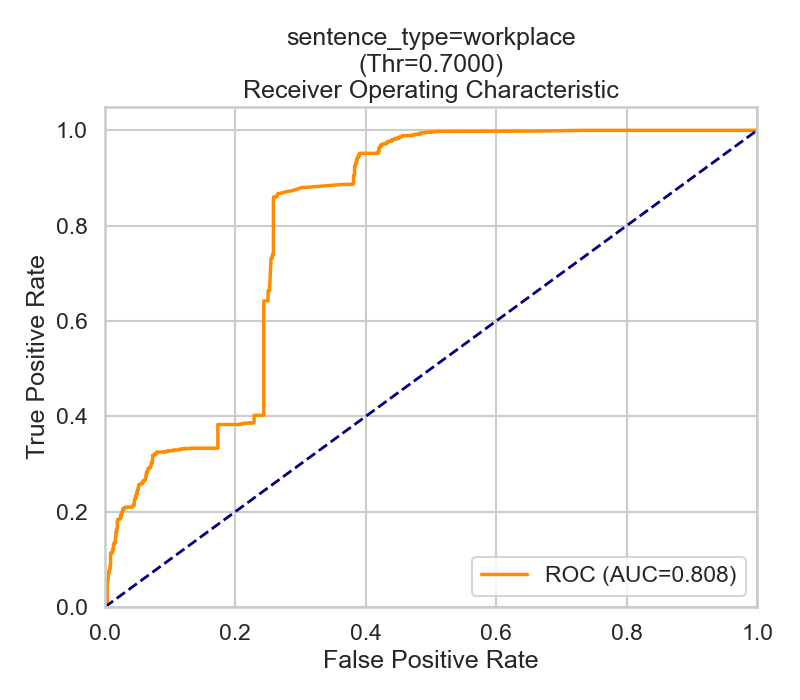 sentence_type=workplace
(Thr=0.7000)
Receiver Operating Characteristic
True Positive Rate
1.0
0.8
0.6
0.4
0.2
0.0
ROC (AUC=0.808)
0.0 0.2 0.4 0.6 0.8 1.0
False Positive Rate